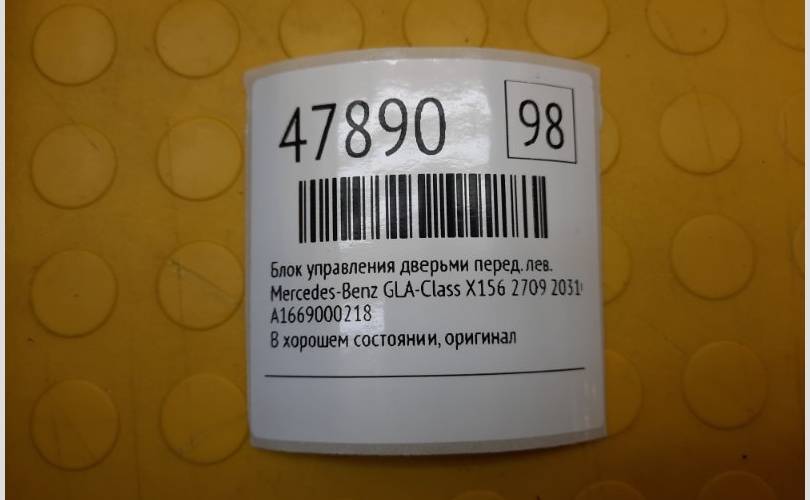 47890
98
Блок управления дверьми перед. лев.
Mercedes-Benz GLA-Class X156 2709 2031
A1669000218
В хорошем состоянии, оригинал